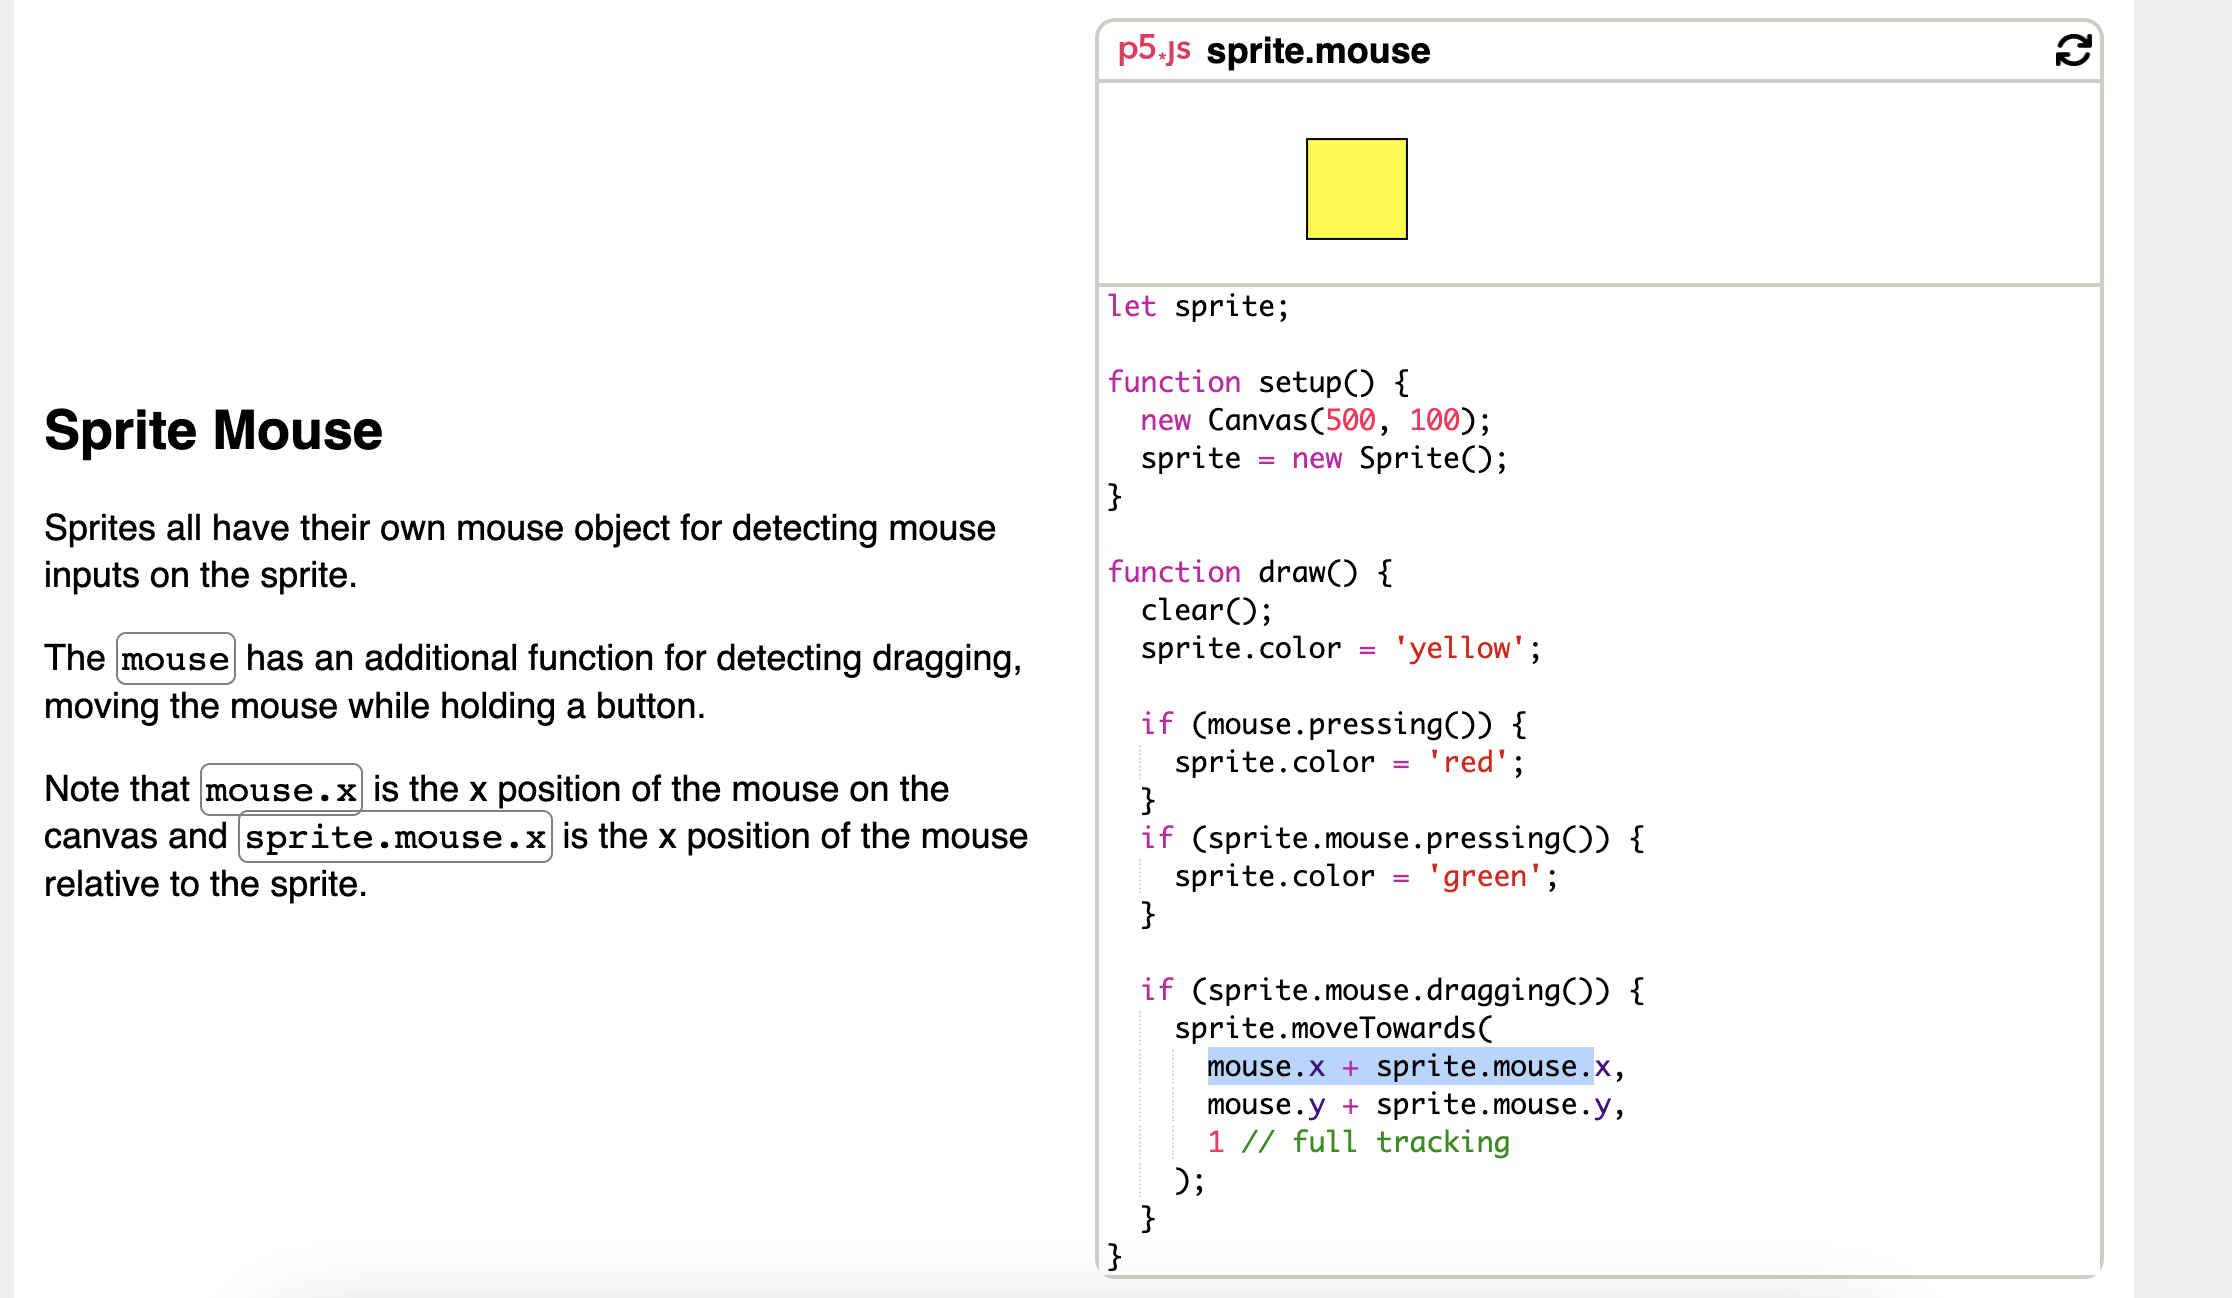 Sprite Mouse
Sprites all have their own mouse object for detecting mouse
inputs on the sprite.
The mouse has an additional function for detecting dragging,
moving the mouse while holding a button.
Note that mouse.x is the x position of the mouse on the
canvas and sprite.mouse.x is the x position of the mouse
relative to the sprite.
p5.js sprite.mouse
let sprite;

function setup() {
  new Canvas(500, 100);
  sprite = new Sprite();
}

function draw() {
  clear();
  sprite.color = 'yellow';

  if (mouse.pressing()) {
    sprite.color = 'red';
  }
  if (sprite.mouse.pressing()) {
    sprite.color = 'green';
  }

  if (sprite.mouse.dragging()) {
    sprite.moveTowards(
      mouse.x + sprite.mouse.x,
      mouse.y + sprite.mouse.y,
      1 // full tracking
    );
  }
}